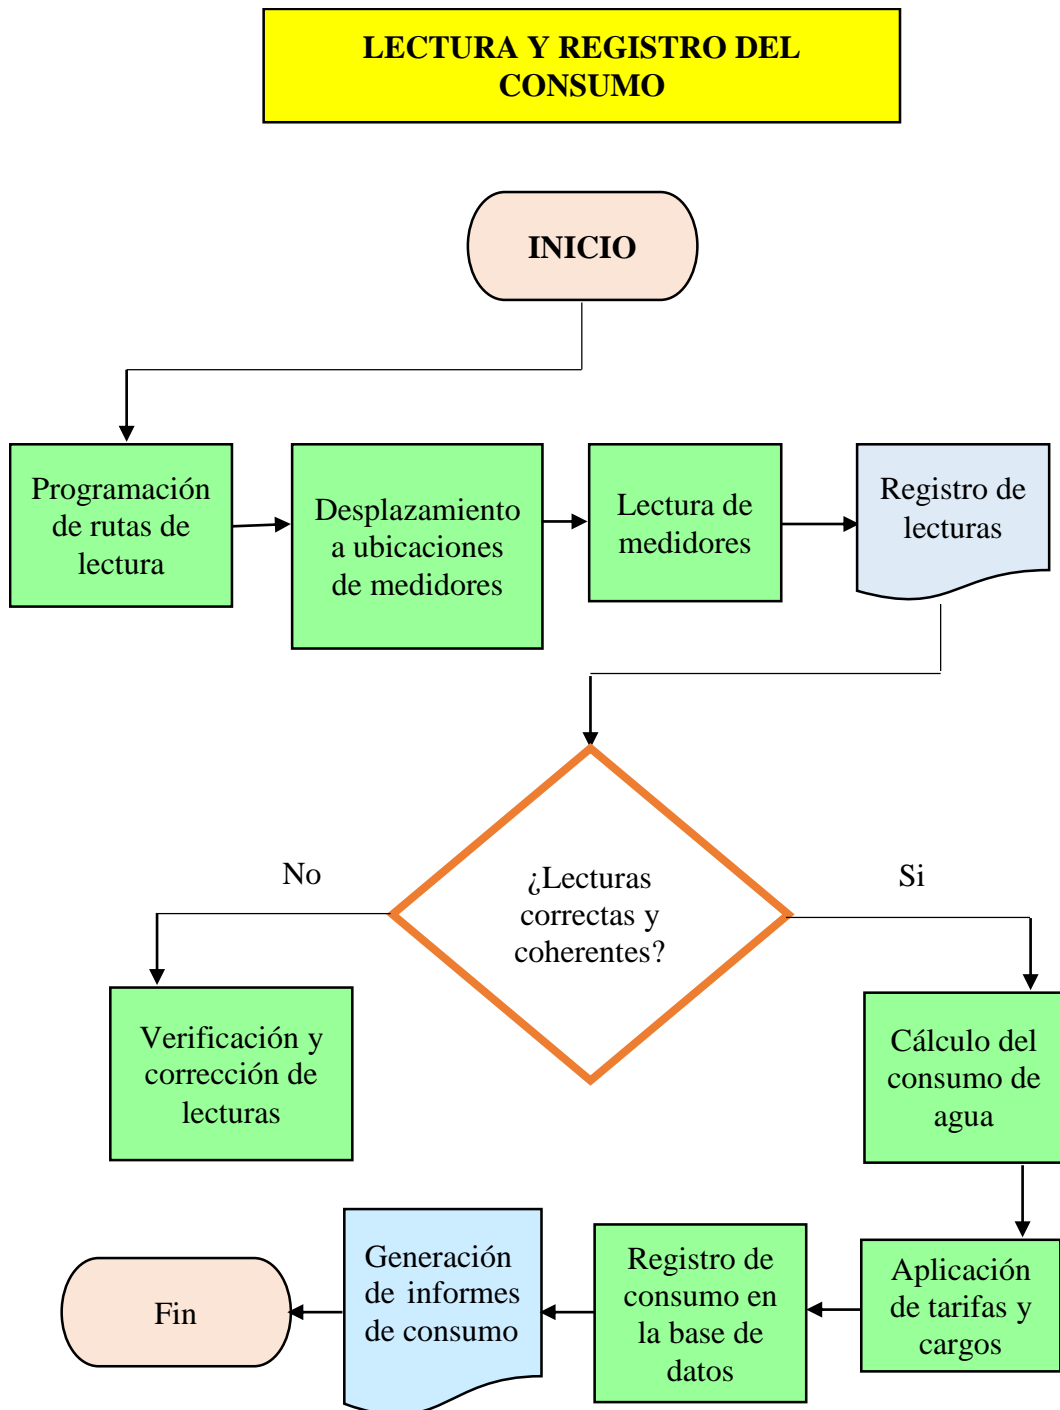 LECTURA Y REGISTRO DEL
CONSUMO
INICIO
Programación
de rutas de
lectura
Desplazamiento
a ubicaciones
de medidores
Lectura de
medidores
Registro de
lecturas
No
¿Lecturas
correctas y
coherentes?
Si
Verificación y
corrección de
lecturas
Cálculo del
consumo de
agua
Fin
Generación
de informes
de consumo
Registro de
consumo en
la base de
datos
Aplicación
de tarifas y
cargos